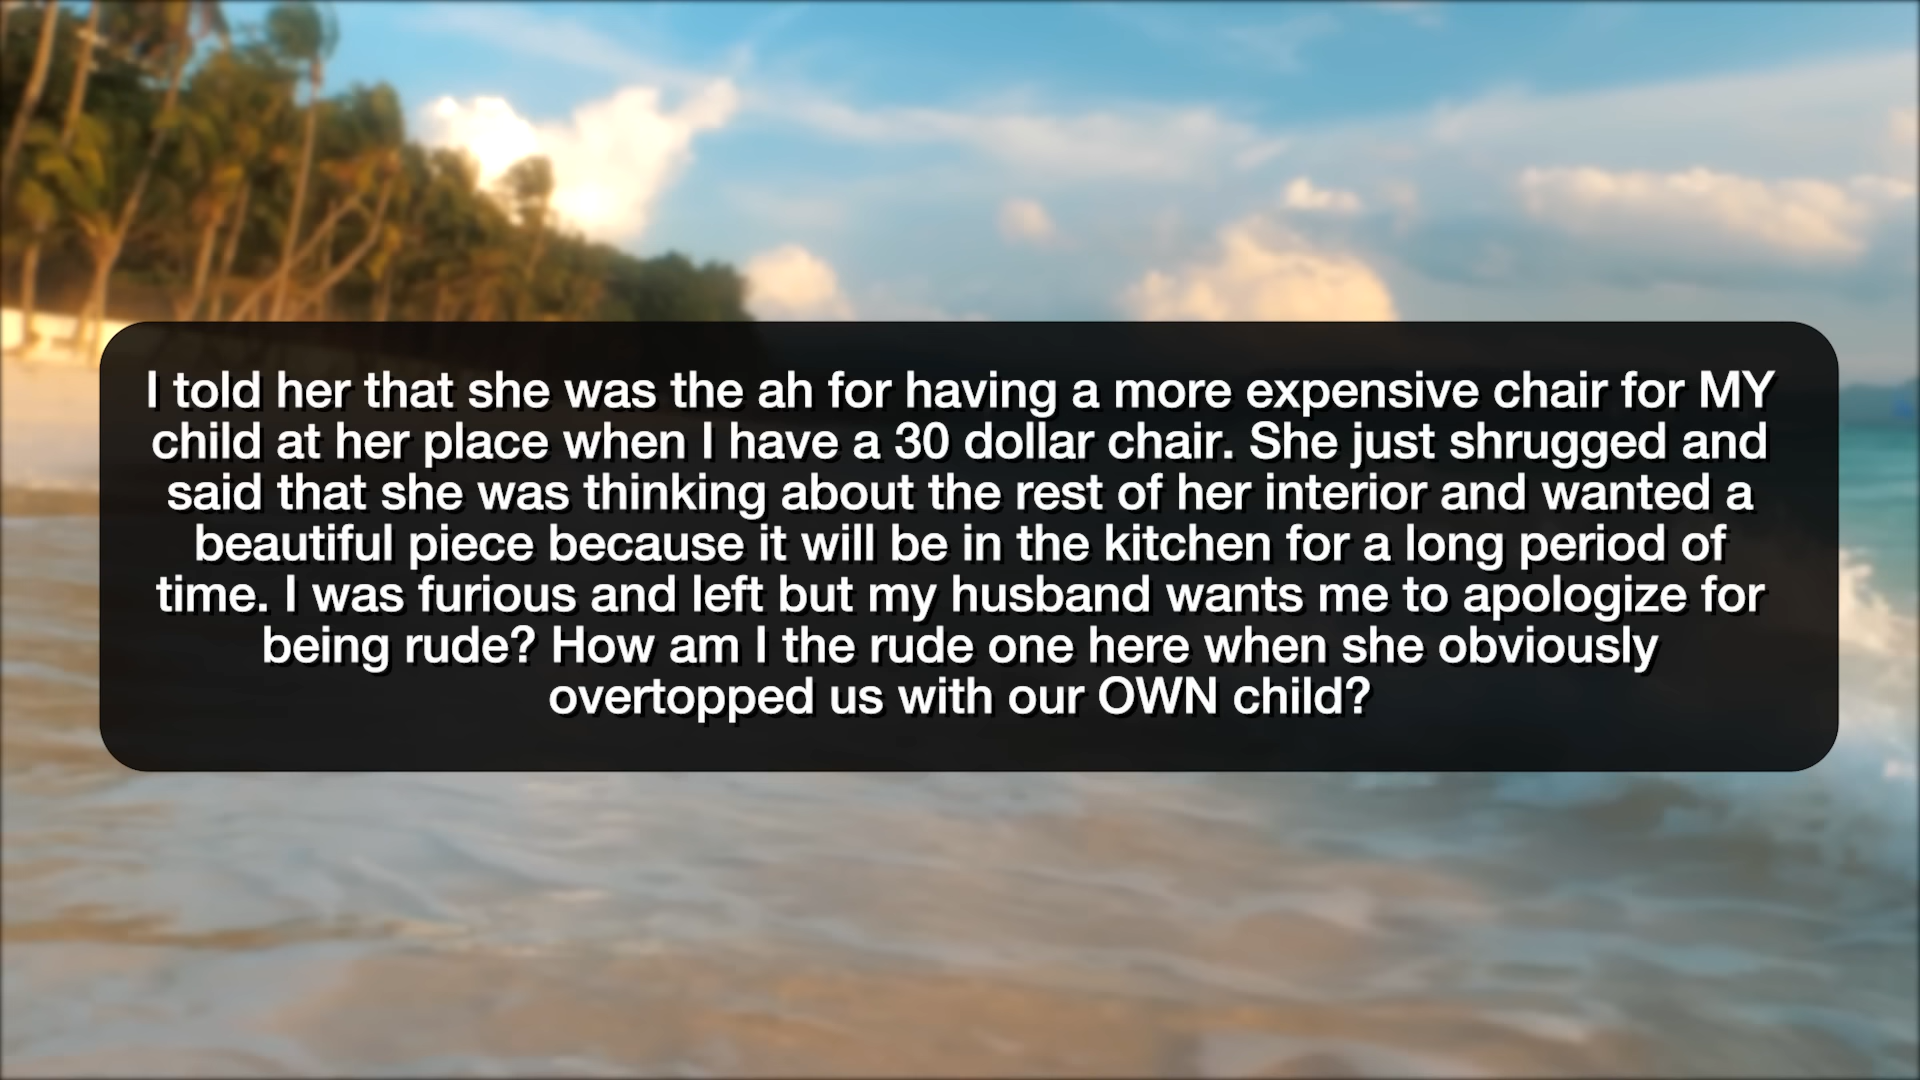 I told her that she was the ah for having a more expensive chair for MY
child at her place when I have a 30 dollar chair. She just shrugged and
said that she was thinking about the rest of her interior and wanted a
beautiful piece because it will be in the kitchen for a long period of
time. I was furious and left but my husband wants me to apologize for
being rude? How am I the rude one here when she obviously
overtopped us with our OWN child?